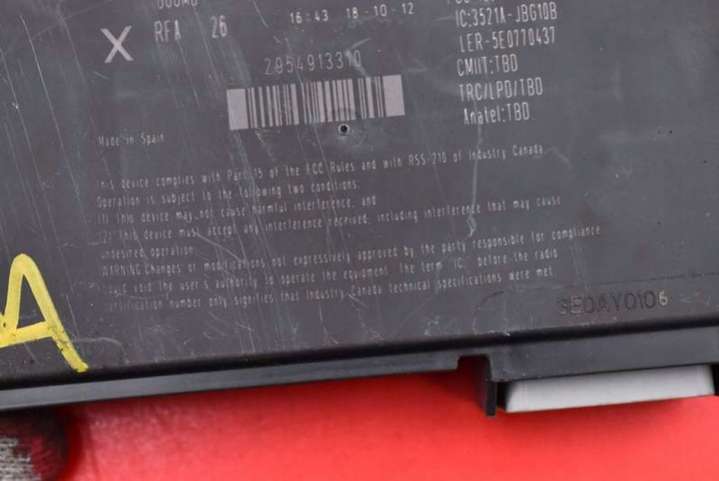 X
RFA 26
16:43 18-10-12
IC:3521A-JBG10B
LER-5E0770437
CMIIT:TBD
TRC/LPD/TBD
Anatel:TBD
2954913310
Made in Spain
This device complies with Part 15 of the FCC Rules and with RSS-210 of Industry Canada.
Operation is subject to the following two conditions:
(1) This device may not cause harmful interference, and
(2) This device must accept any interference received, including interference that may cause
undesired operation.
WARNING:Changes or modifications not expressively approved by the party responsible for compliance
could void the user's authority to operate the equipment. The term "IC:" before the radio
certification number only signifies that Industry Canada technical specifications were met.
SE0AY0106
A